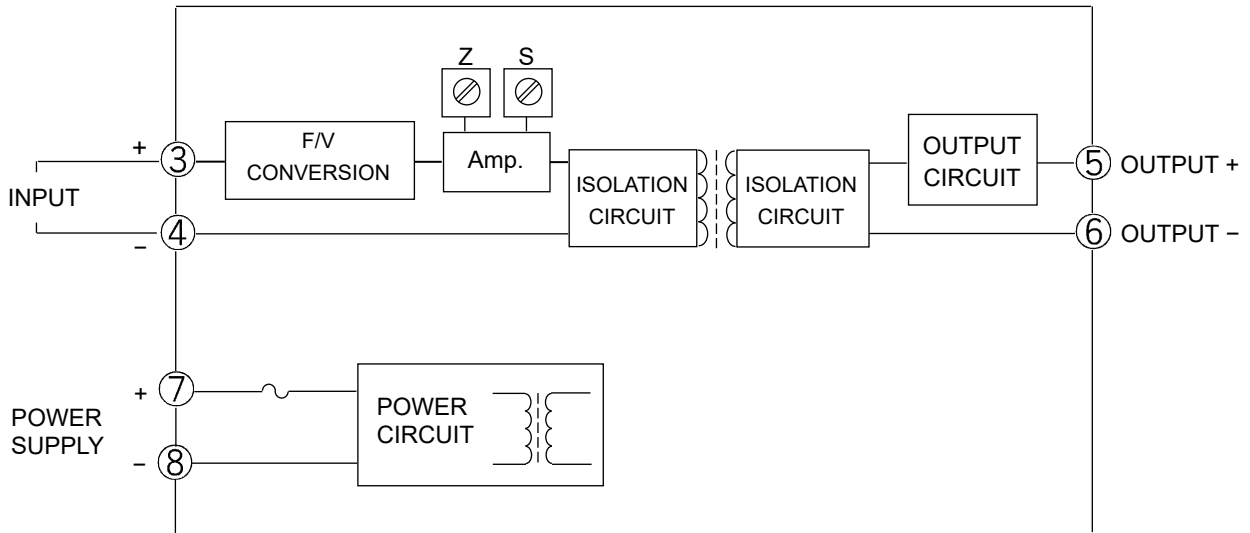 Z
S
F/V
CONVERSION
Amp.
OUTPUT
CIRCUIT
ISOLATION
CIRCUIT
ISOLATION
CIRCUIT
INPUT
+
3
−
4
5
OUTPUT +
6
OUTPUT −
POWER
SUPPLY
+
7
−
8
POWER
CIRCUIT